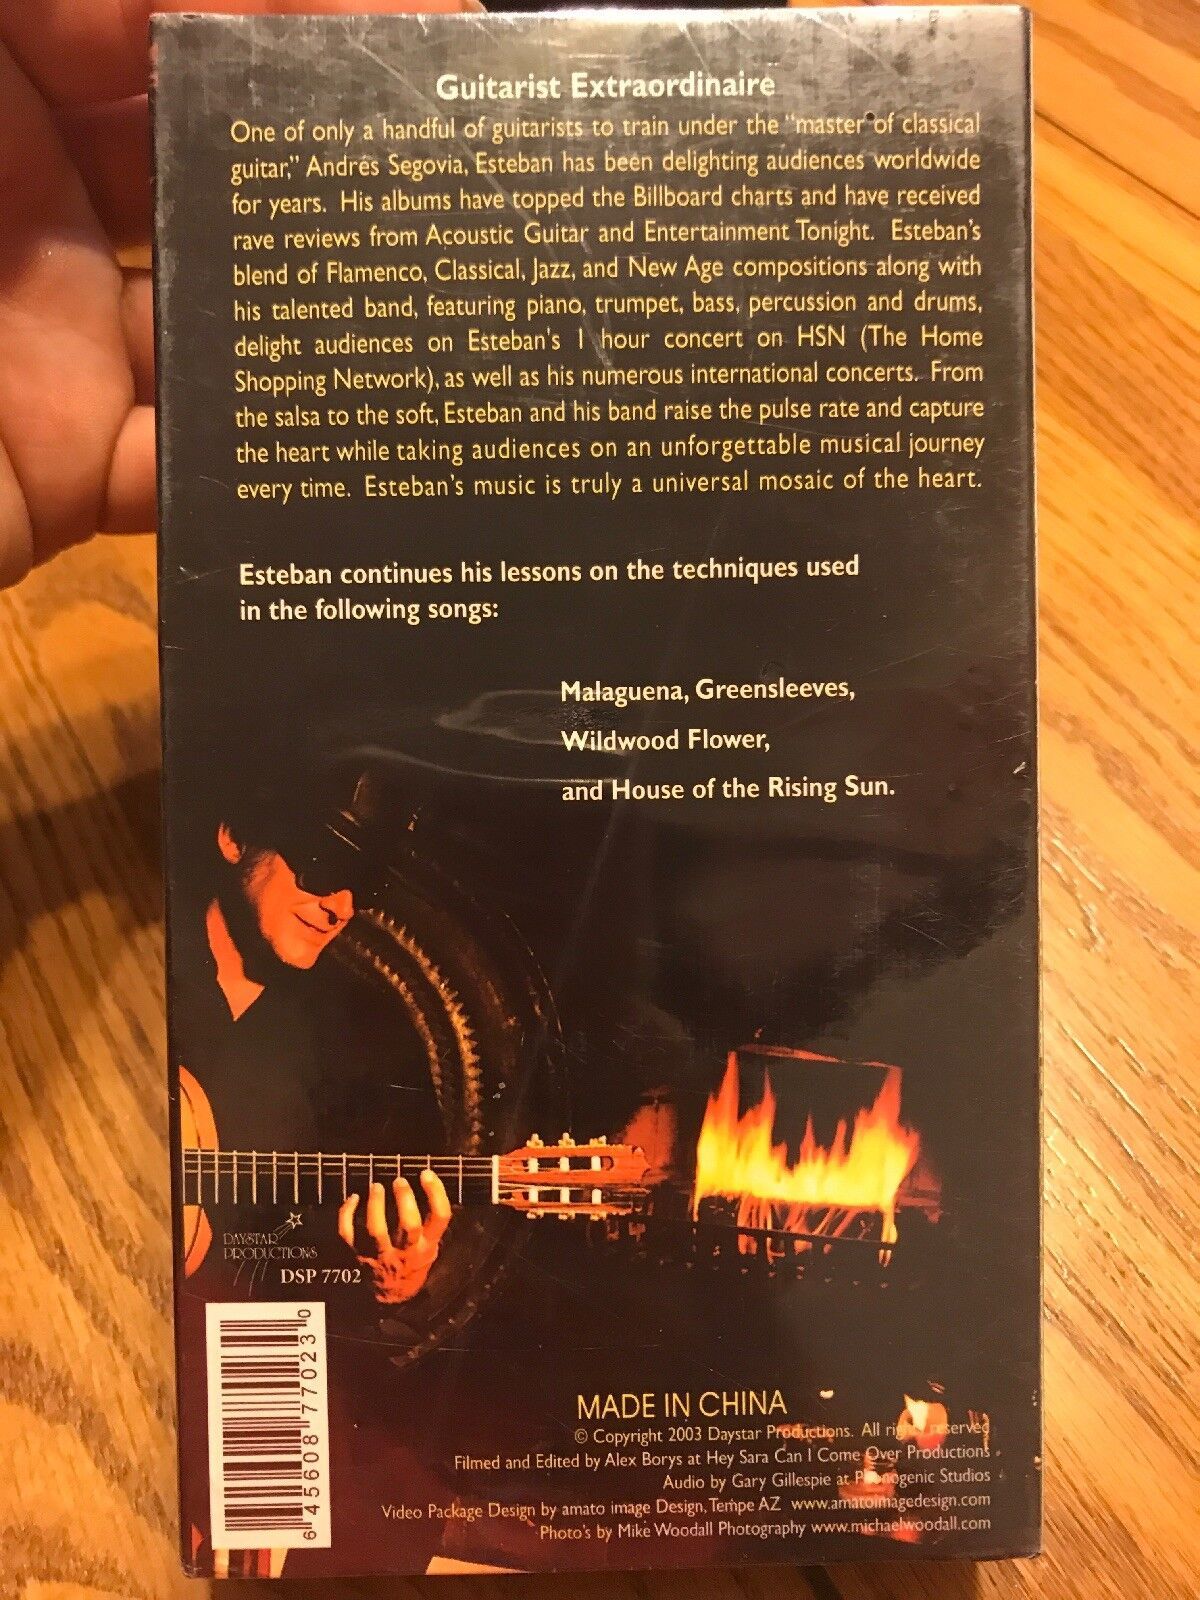 Guitarist Extraordinaire
One of only a handful of guitarists to train under the "master of classical
guitar," Andrés Segovia, Esteban has been delighting audiences worldwide
for years. His albums have topped the Billboard charts and have received
rave reviews from Acoustic Guitar and Entertainment Tonight. Esteban's
blend of Flamenco, Classical, Jazz, and New Age compositions along with
his talented band, featuring piano, trumpet, bass, percussion and drums,
delight audiences on Esteban's 1 hour concert on HSN (The Home
Shopping Network), as well as his numerous international concerts. From
the salsa to the soft, Esteban and his band raise the pulse rate and capture
the heart while taking audiences on an unforgettable musical journey
every time. Esteban's music is truly a universal mosaic of the heart.
Esteban continues his lessons on the techniques used
in the following songs:
Malaguena, Greensleeves,
Wildwood Flower,
and House of the Rising Sun.
DAYSTAR
PRODUCTIONS
DSP 7702
6 45608 77023 0
MADE IN CHINA
© Copyright 2003 Daystar Productions. All rights reserved
Filmed and Edited by Alex Borys at Hey Sara Can I Come Over Productions
Audio by Gary Gillespie at Phonogenic Studios
Video Package Design by amato image Design, Tempe AZ www.amatoimagedesign.com
Photo's by Mike Woodall Photography www.michaelwoodall.com